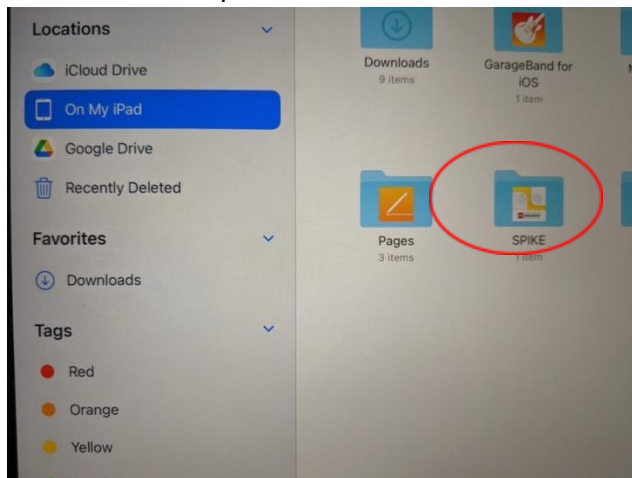 Locations
iCloud Drive
On My iPad
Google Drive
Recently Deleted
Favorites
Downloads
Tags
Red
Orange
Yellow
Downloads
9 items
GarageBand for
iOS
1 item
Pages
3 items
SPIKE
1 item